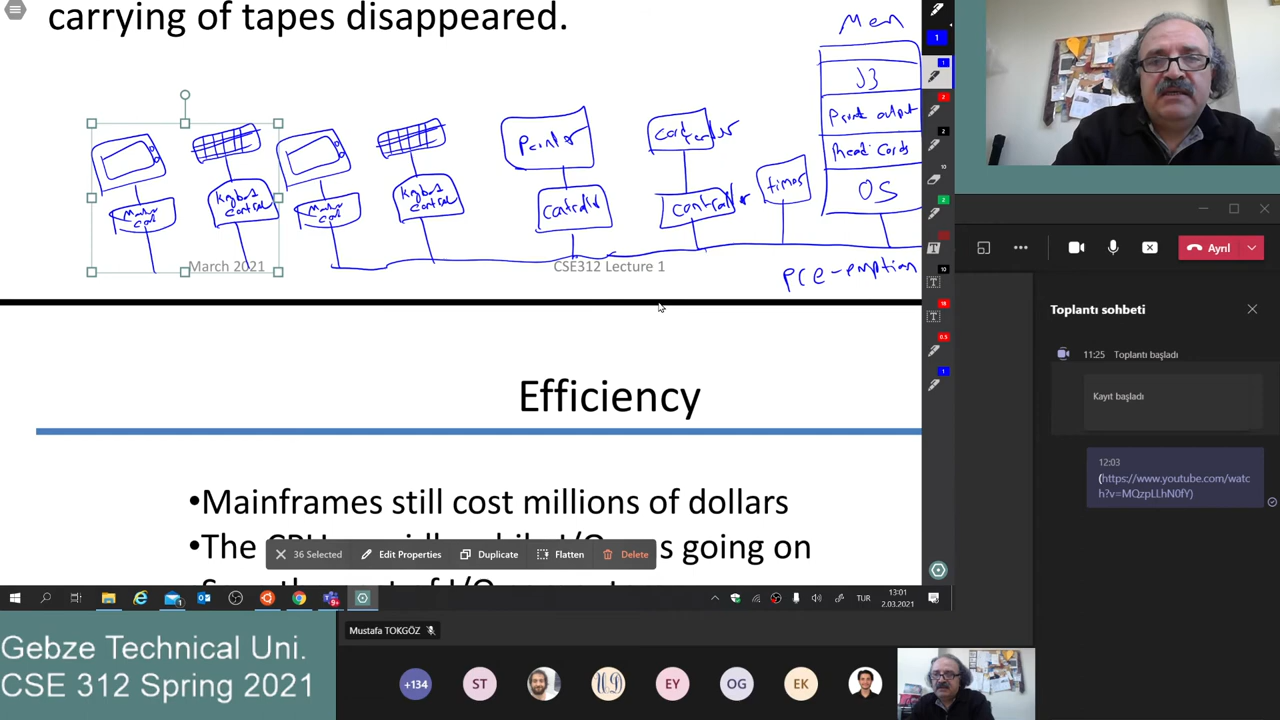 carrying of tapes disappeared.
Mem
J3
Print output
Read cards
OS
Printer
timer
controller
March 2021
CSE312 Lecture 1
pre-emption
Efficiency
•Mainframes still cost millions of dollars
•The
going on
36 Selected
Edit Properties
Duplicate
Flatten
Delete
TUR
13:01
2.03.2021
Ayrıl
Toplantı sohbeti
11:25 Toplantı başladı
Kayıt başladı
12:03
(https://www.youtube.com/watc
h?v=MQzpLLhN0fY)
Gebze Technical Uni.
CSE 312 Spring 2021
Mustafa TOKGÖZ
+134
ST
EY
OG
EK